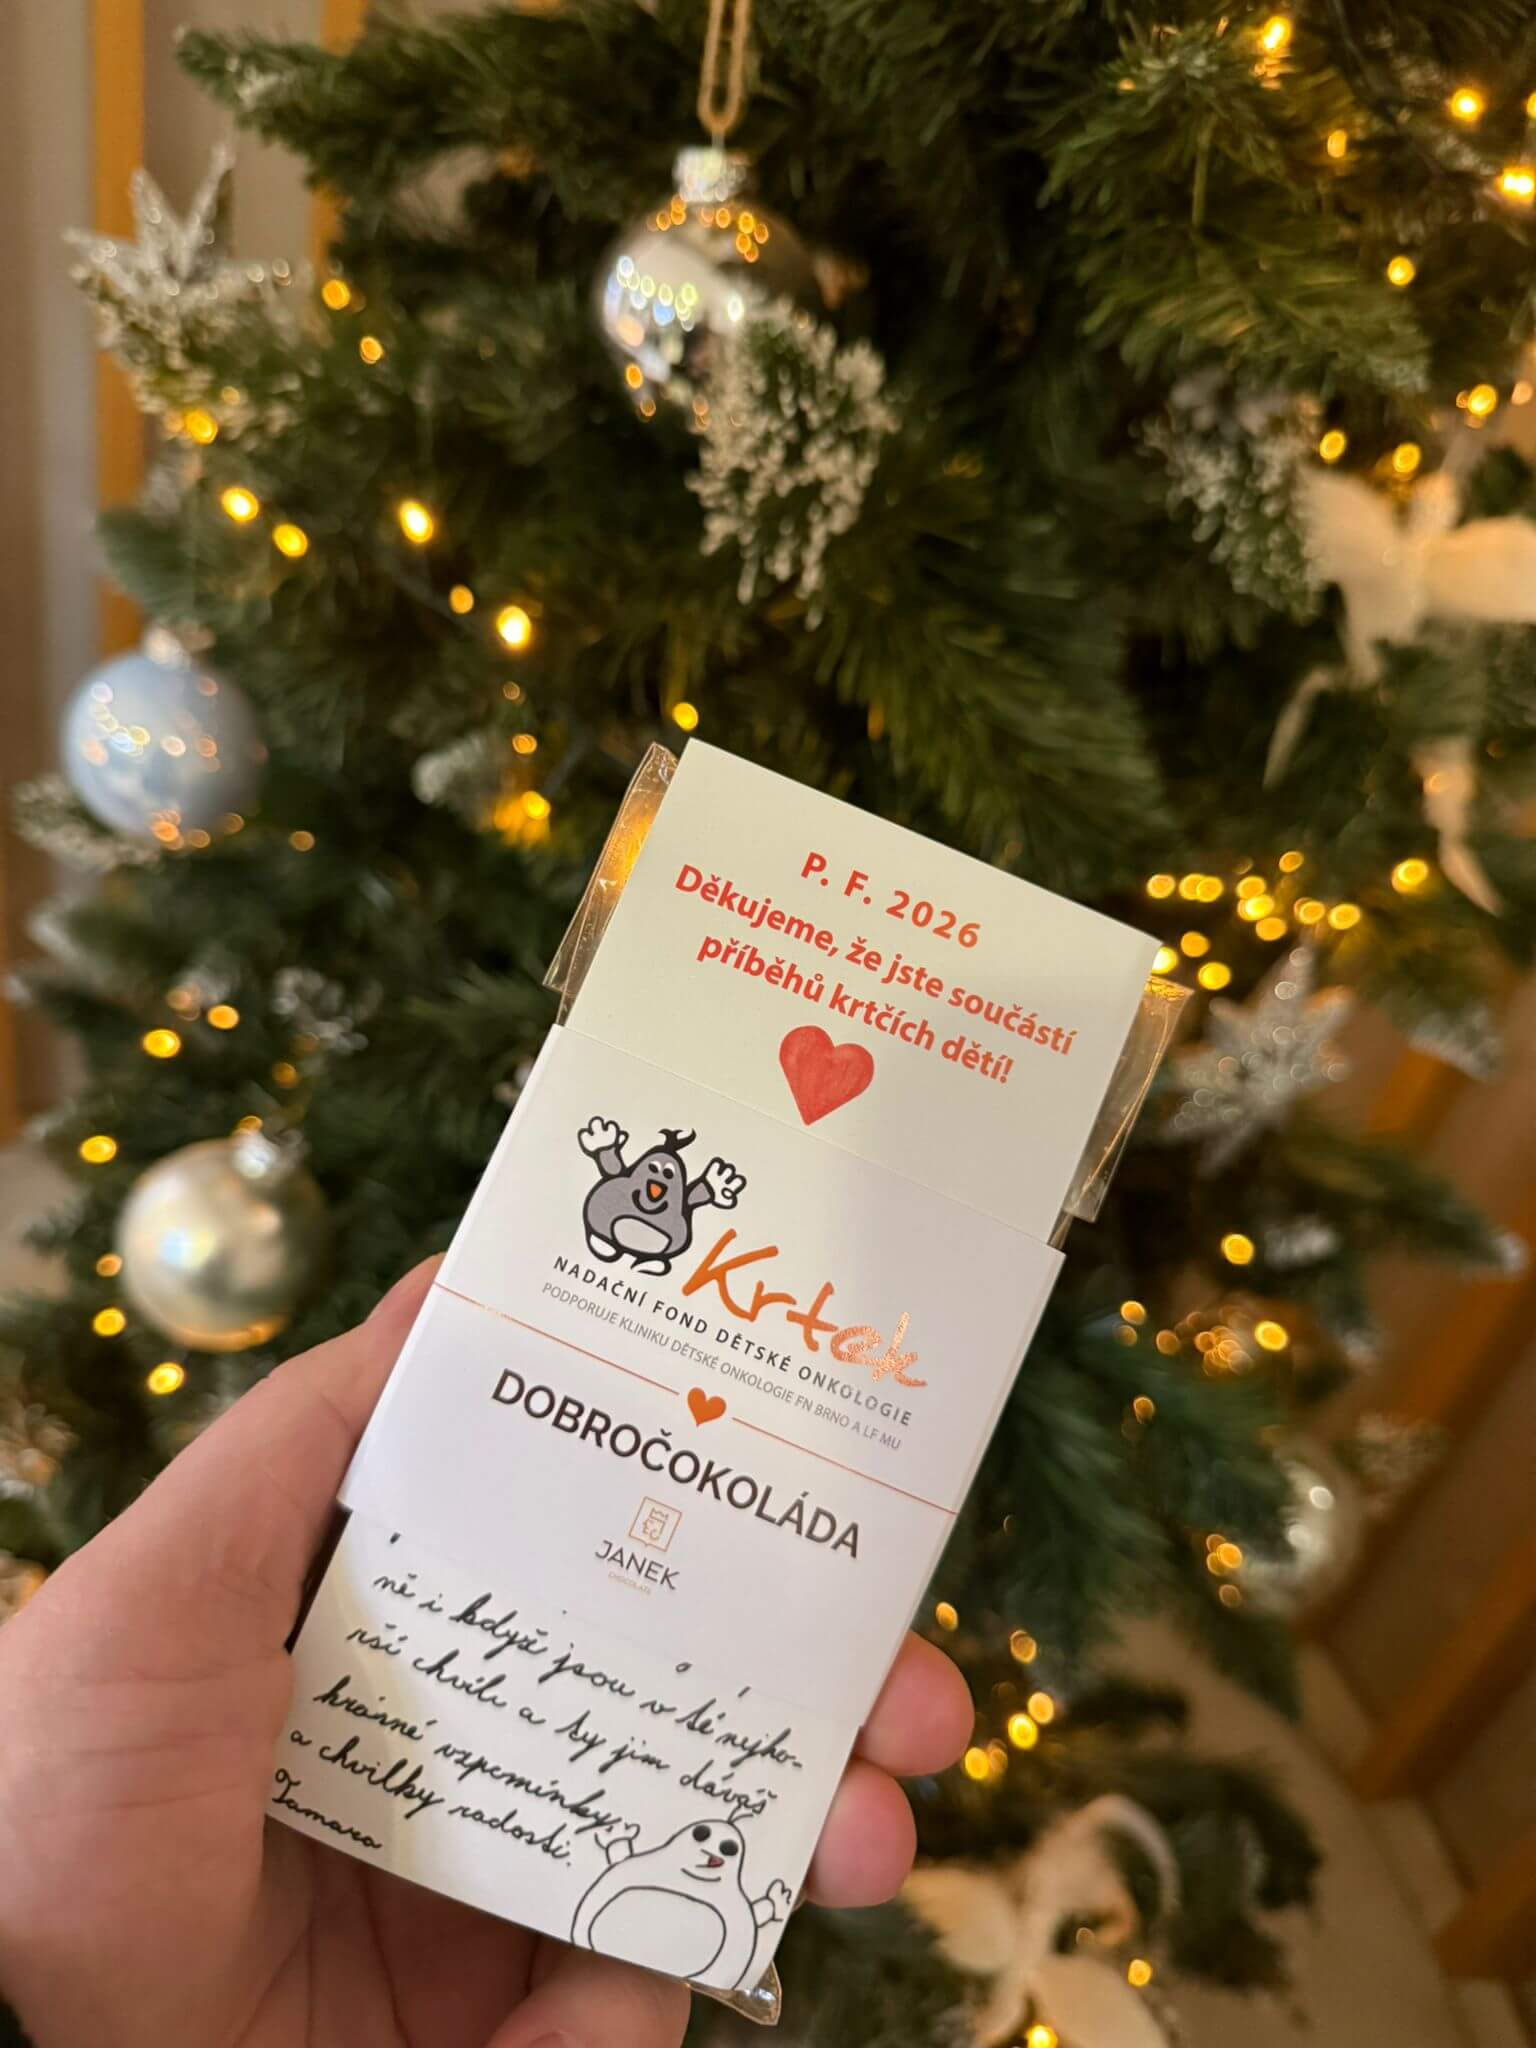 P. F. 2026
Děkujeme, že jste součástí
příběhů krtčích dětí!
Krtek
NADAČNÍ FOND DĚTSKÉ ONKOLOGIE
PODPORUJE KLINIKU DĚTSKÉ ONKOLOGIE FN BRNO A LF MU
DOBROČOKOLÁDA
JANEK
CHOCOLATE
ně i když jsou v té nejho-
rší chvíli a ty jim dáváš
krásné vzpomínky
a chvilky radosti.
Tamara